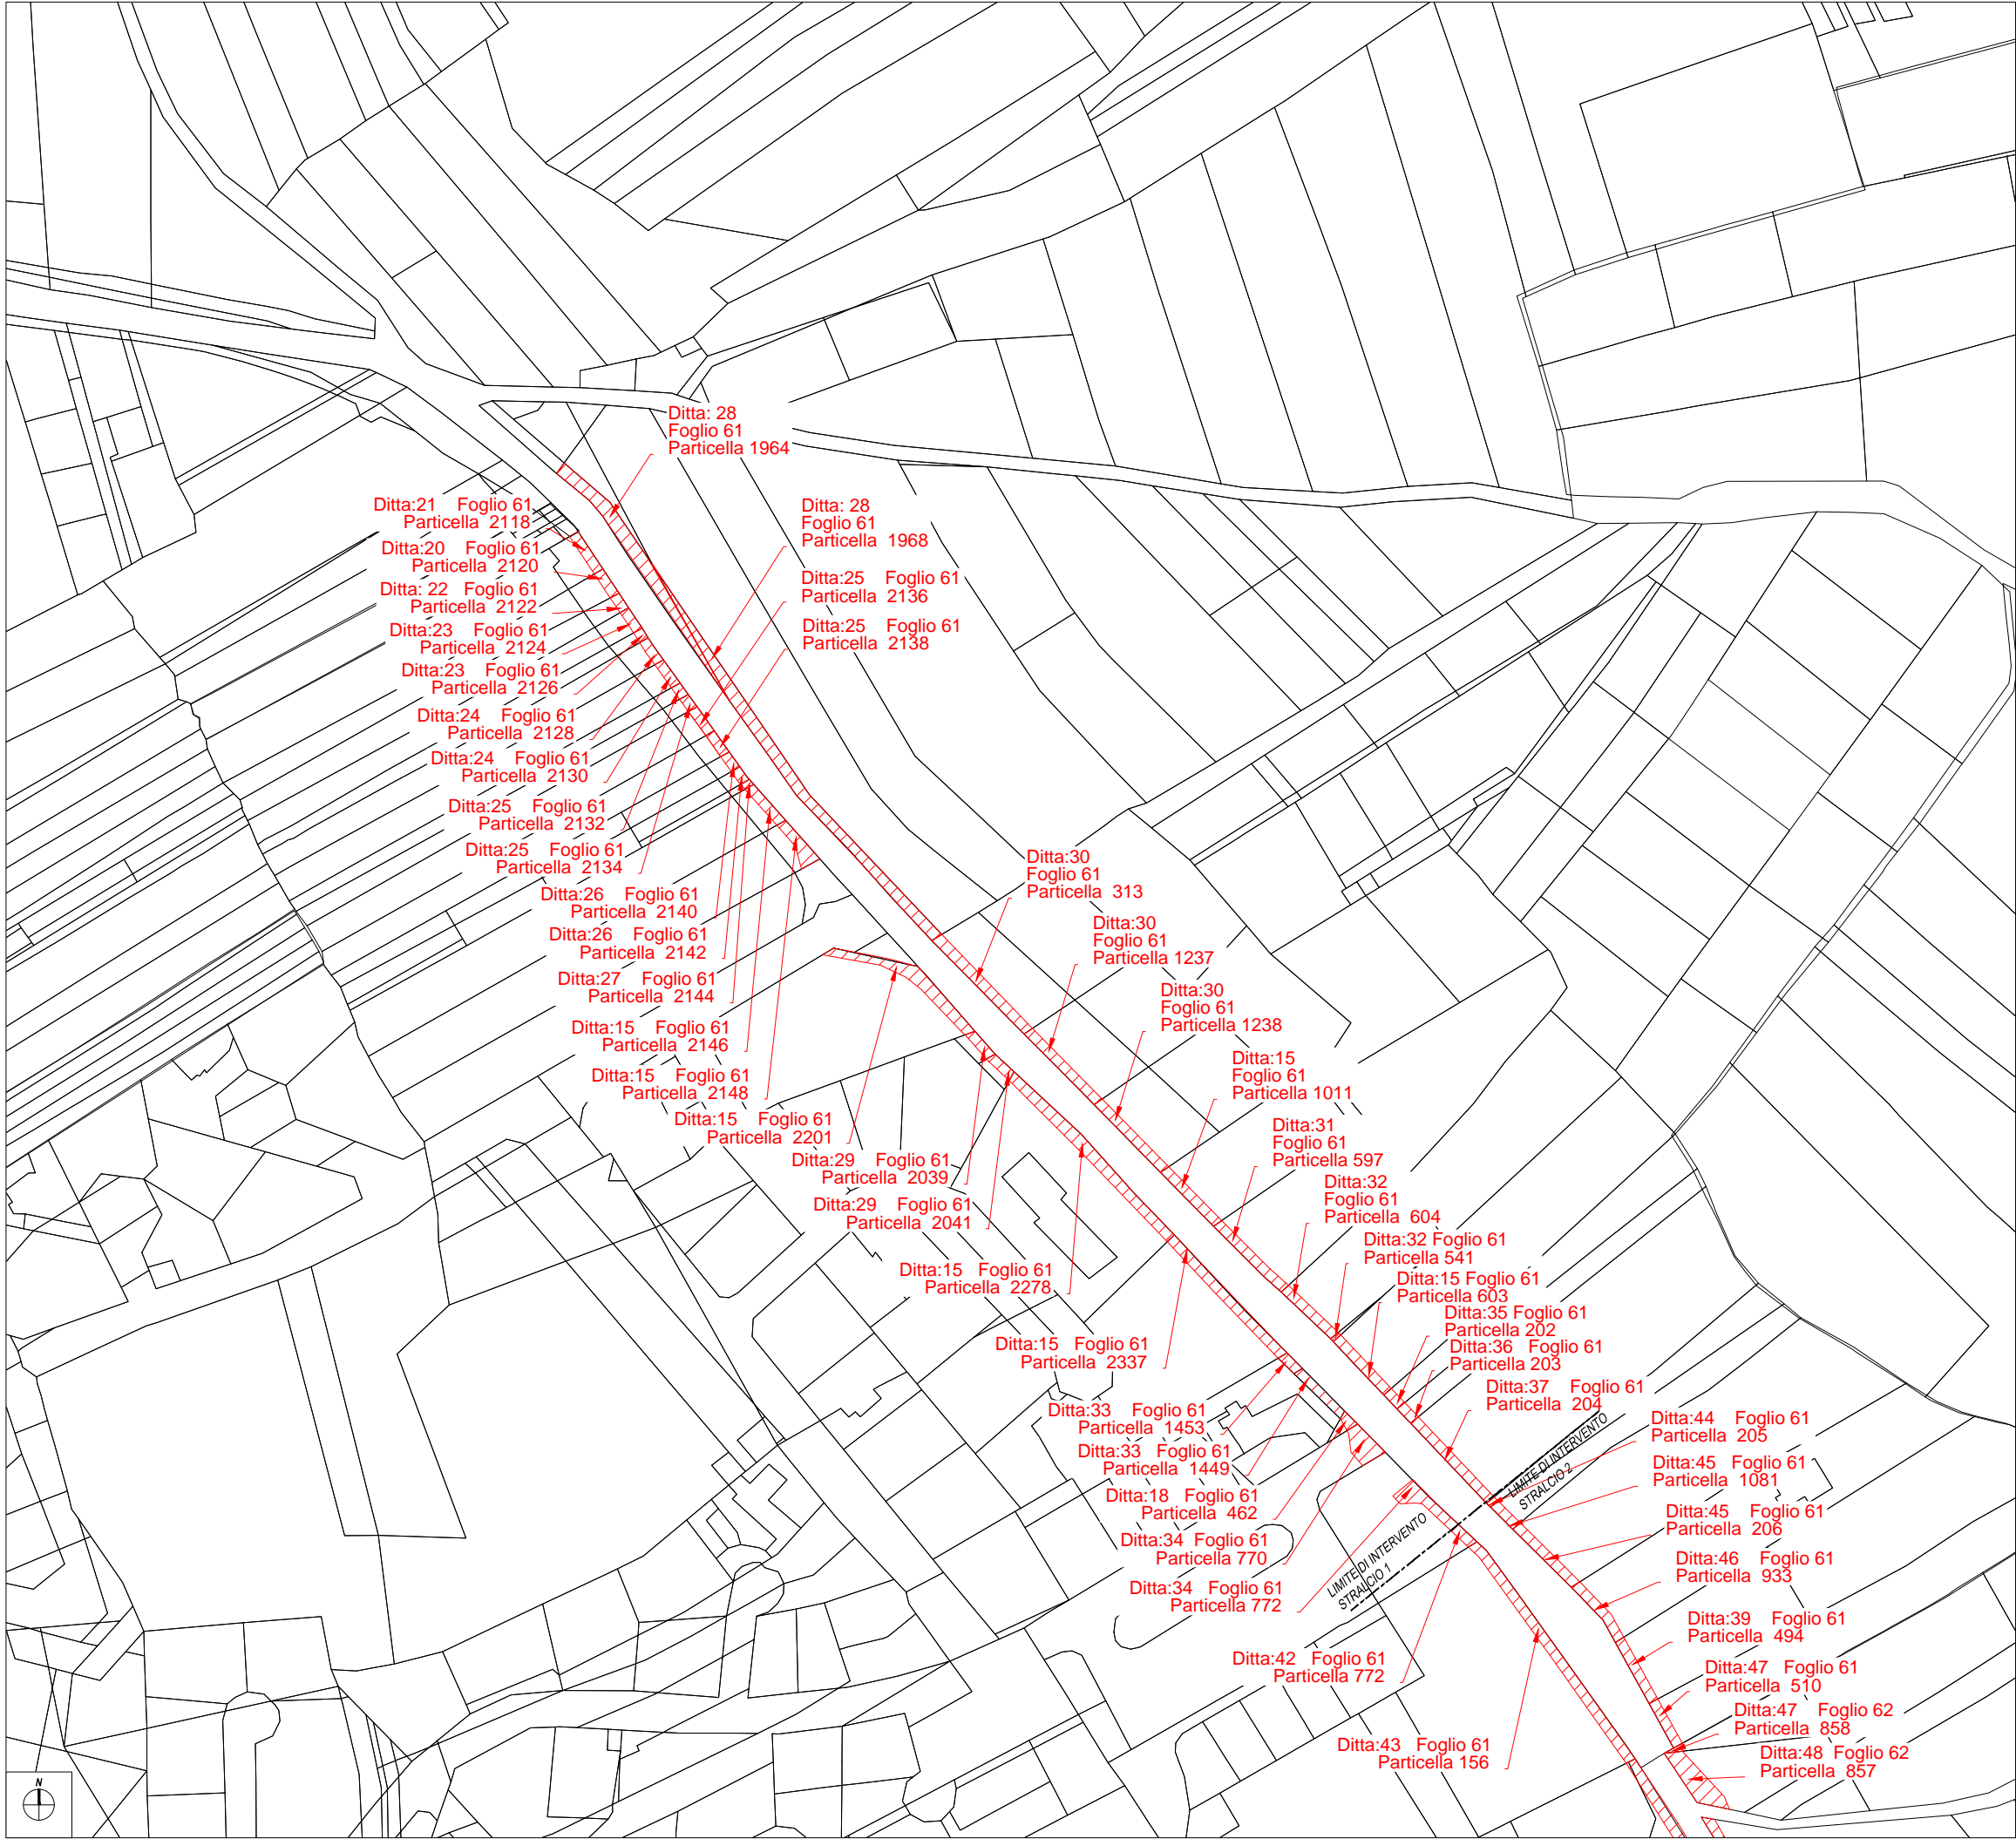 Ditta: 28
Foglio 61
Particella 1964
Ditta:21 Foglio 61
Particella 2118
Ditta:20 Foglio 61
Particella 2120
Ditta: 22 Foglio 61
Particella 2122
Ditta:23 Foglio 61
Particella 2124
Ditta:23 Foglio 61
Particella 2126
Ditta:24 Foglio 61
Particella 2128
Ditta:24 Foglio 61
Particella 2130
Ditta:25 Foglio 61
Particella 2132
Ditta:25 Foglio 61
Particella 2134
Ditta:26 Foglio 61
Particella 2140
Ditta:26 Foglio 61
Particella 2142
Ditta:27 Foglio 61
Particella 2144
Ditta:15 Foglio 61
Particella 2146
Ditta:15 Foglio 61
Particella 2148
Ditta:15 Foglio 61
Particella 2201
Ditta:29 Foglio 61
Particella 2039
Ditta:29 Foglio 61
Particella 2041
Ditta:15 Foglio 61
Particella 2278
Ditta:15 Foglio 61
Particella 2337
Ditta:33 Foglio 61
Particella 1453
Ditta:33 Foglio 61
Particella 1449
Ditta:18 Foglio 61
Particella 462
Ditta:34 Foglio 61
Particella 770
Ditta:34 Foglio 61
Particella 772
Ditta:42 Foglio 61
Particella 772
Ditta:43 Foglio 61
Particella 156
Ditta: 28
Foglio 61
Particella 1968
Ditta:25 Foglio 61
Particella 2136
Ditta:25 Foglio 61
Particella 2138
Ditta:30
Foglio 61
Particella 313
Ditta:30
Foglio 61
Particella 1237
Ditta:30
Foglio 61
Particella 1238
Ditta:15
Foglio 61
Particella 1011
Ditta:31
Foglio 61
Particella 597
Ditta:32
Foglio 61
Particella 604
Ditta:32 Foglio 61
Particella 541
Ditta:15 Foglio 61
Particella 603
Ditta:35 Foglio 61
Particella 202
Ditta:36 Foglio 61
Particella 203
Ditta:37 Foglio 61
Particella 204
LIMITE DI INTERVENTO
STRALCIO 2
LIMITE DI INTERVENTO
STRALCIO 1
Ditta:44 Foglio 61
Particella 205
Ditta:45 Foglio 61
Particella 1081
Ditta:45 Foglio 61
Particella 206
Ditta:46 Foglio 61
Particella 933
Ditta:39 Foglio 61
Particella 494
Ditta:47 Foglio 61
Particella 510
Ditta:47 Foglio 62
Particella 858
Ditta:48 Foglio 62
Particella 857
N